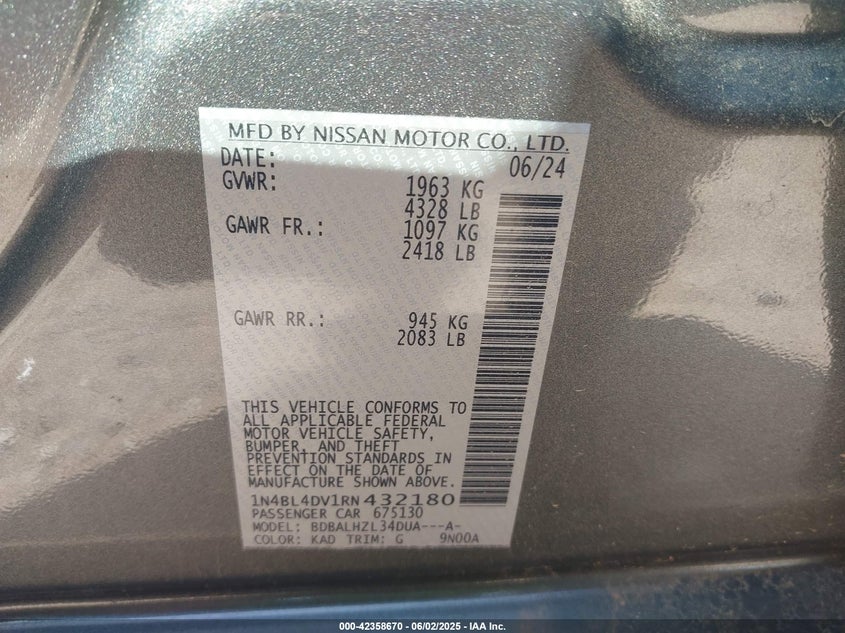 MFD BY NISSAN MOTOR CO., LTD.
DATE: 06/24
GVWR: 1963 KG
4328 LB
GAWR FR.: 1097 KG
2418 LB
GAWR RR.: 945 KG
2083 LB
THIS VEHICLE CONFORMS TO
ALL APPLICABLE FEDERAL
MOTOR VEHICLE SAFETY,
BUMPER, AND THEFT
PREVENTION STANDARDS IN
EFFECT ON THE DATE OF
MANUFACTURE SHOWN ABOVE.
1N4BL4DV1RN432180
PASSENGER CAR 675130
MODEL: BDBALHZL34DUA---A-
COLOR: KAD TRIM: G 9N00A
000-42358670 - 06/02/2025 - IAA Inc.